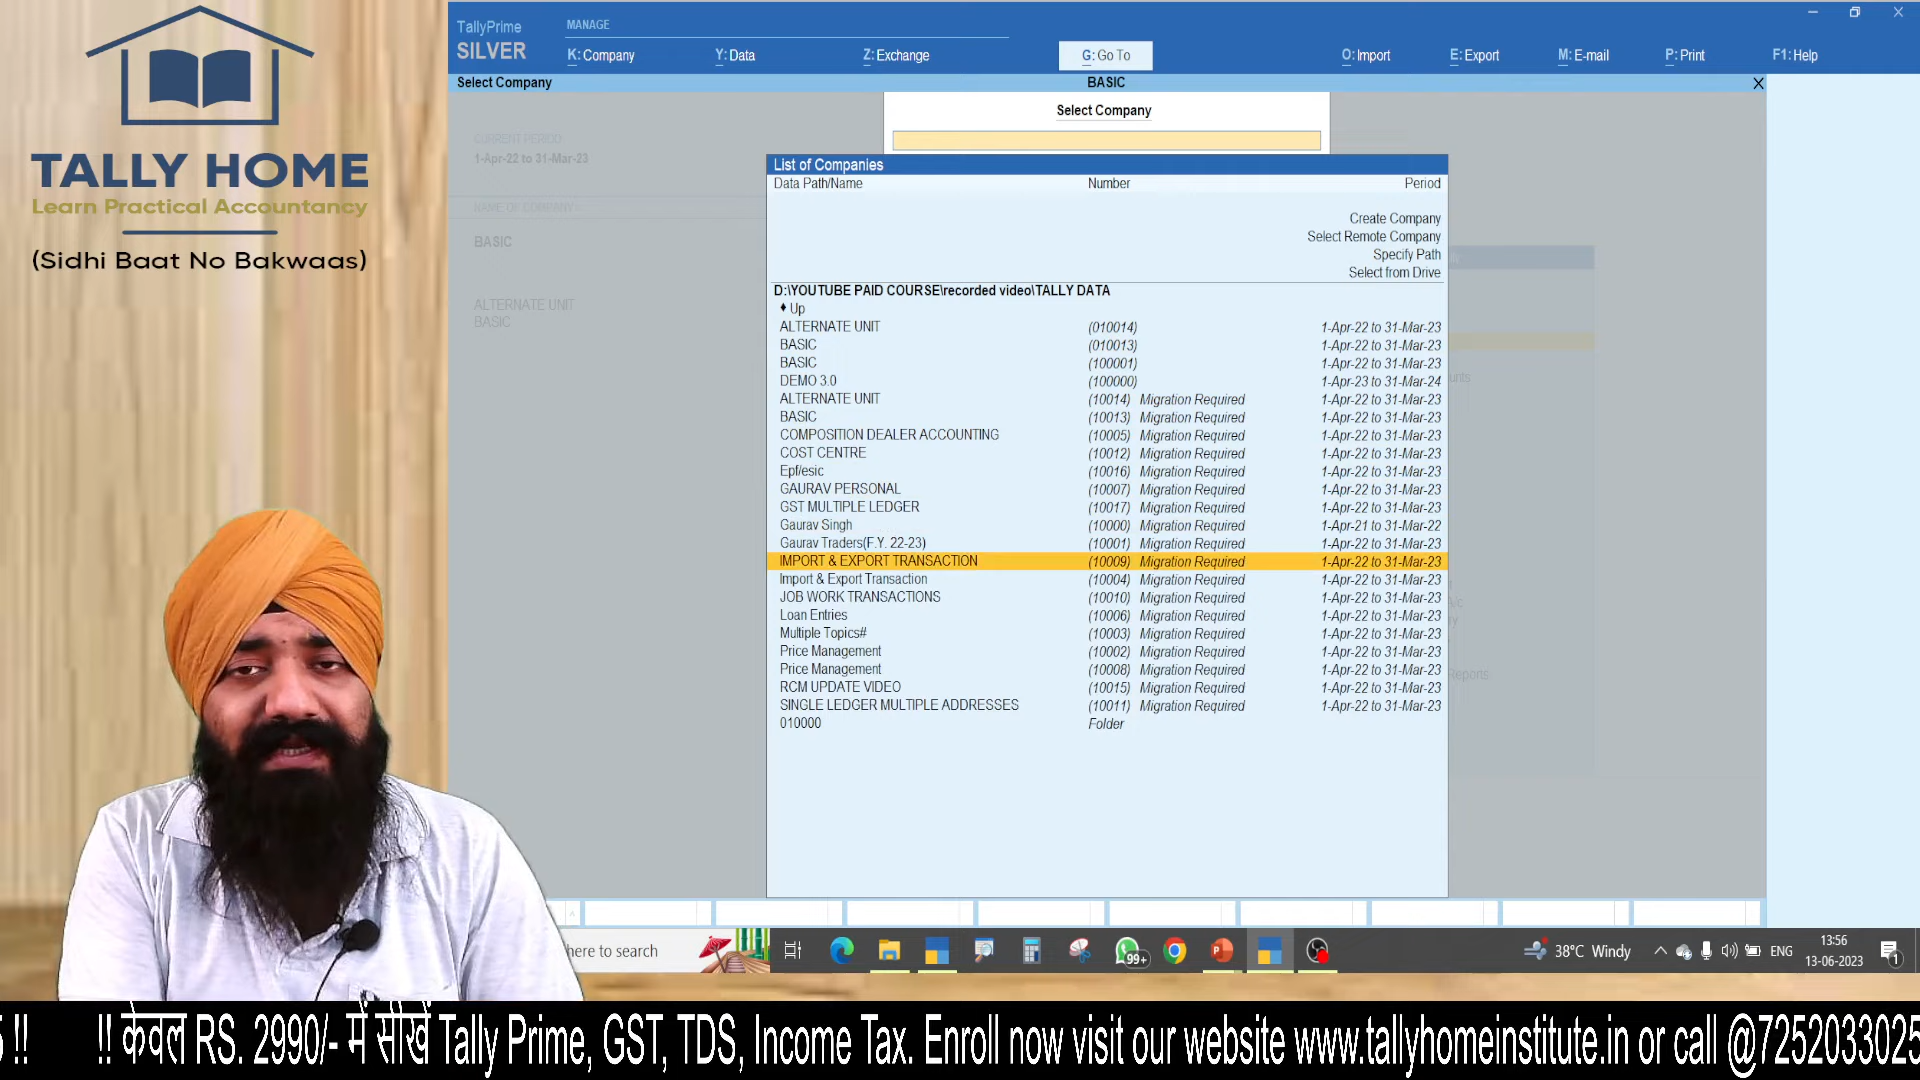 TALLY HOME
Learn Practical Accountancy
(Sidhi Baat No Bakwaas)
TallyPrime
SILVER
MANAGE
K: Company
Y: Data
Z: Exchange
G: Go To
O: Import
E: Export
M: E-mail
P: Print
F1: Help
Select Company
BASIC
X
CURRENT PERIOD
1-Apr-22 to 31-Mar-23
NAME OF COMPANY
BASIC
ALTERNATE UNIT
BASIC
Select Company
List of Companies
Data Path/Name Number Period
Create Company
Select Remote Company
Specify Path
Select from Drive
D:\YOUTUBE PAID COURSE\recorded video\TALLY DATA
♦ Up
ALTERNATE UNIT (010014) 1-Apr-22 to 31-Mar-23
BASIC (010013) 1-Apr-22 to 31-Mar-23
BASIC (100001) 1-Apr-22 to 31-Mar-23
DEMO 3.0 (100000) 1-Apr-23 to 31-Mar-24
ALTERNATE UNIT (10014) Migration Required 1-Apr-22 to 31-Mar-23
BASIC (10013) Migration Required 1-Apr-22 to 31-Mar-23
COMPOSITION DEALER ACCOUNTING (10005) Migration Required 1-Apr-22 to 31-Mar-23
COST CENTRE (10012) Migration Required 1-Apr-22 to 31-Mar-23
Epf/esic (10016) Migration Required 1-Apr-22 to 31-Mar-23
GAURAV PERSONAL (10007) Migration Required 1-Apr-22 to 31-Mar-23
GST MULTIPLE LEDGER (10017) Migration Required 1-Apr-22 to 31-Mar-23
Gaurav Singh (10000) Migration Required 1-Apr-21 to 31-Mar-22
Gaurav Traders(F.Y. 22-23) (10001) Migration Required 1-Apr-22 to 31-Mar-23
IMPORT & EXPORT TRANSACTION (10009) Migration Required 1-Apr-22 to 31-Mar-23
Import & Export Transaction (10004) Migration Required 1-Apr-22 to 31-Mar-23
JOB WORK TRANSACTIONS (10010) Migration Required 1-Apr-22 to 31-Mar-23
Loan Entries (10006) Migration Required 1-Apr-22 to 31-Mar-23
Multiple Topics# (10003) Migration Required 1-Apr-22 to 31-Mar-23
Price Management (10002) Migration Required 1-Apr-22 to 31-Mar-23
Price Management (10008) Migration Required 1-Apr-22 to 31-Mar-23
RCM UPDATE VIDEO (10015) Migration Required 1-Apr-22 to 31-Mar-23
SINGLE LEDGER MULTIPLE ADDRESSES (10011) Migration Required 1-Apr-22 to 31-Mar-23
010000 Folder
Reports
here to search
99+
38°C Windy
ENG
13:56
13-06-2023
1
!! !! केवल RS. 2990/- में सीखें Tally Prime, GST, TDS, Income Tax. Enroll now visit our website www.tallyhomeinstitute.in or call @7252033025